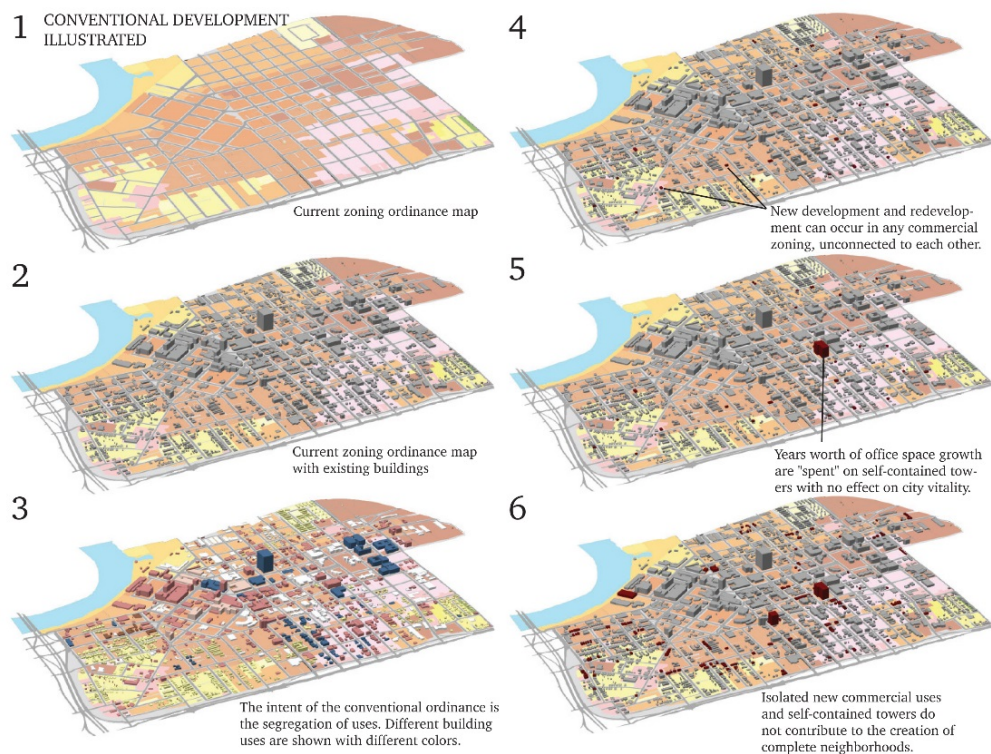 1 CONVENTIONAL DEVELOPMENT
ILLUSTRATED
Current zoning ordinance map
2
Current zoning ordinance map
with existing buildings
3
The intent of the conventional ordinance is
the segregation of uses. Different building
uses are shown with different colors.
4
New development and redevelop-
ment can occur in any commercial
zoning, unconnected to each other.
5
Years worth of office space growth
are "spent" on self-contained tow-
ers with no effect on city vitality.
6
Isolated new commercial uses
and self-contained towers do
not contribute to the creation of
complete neighborhoods.